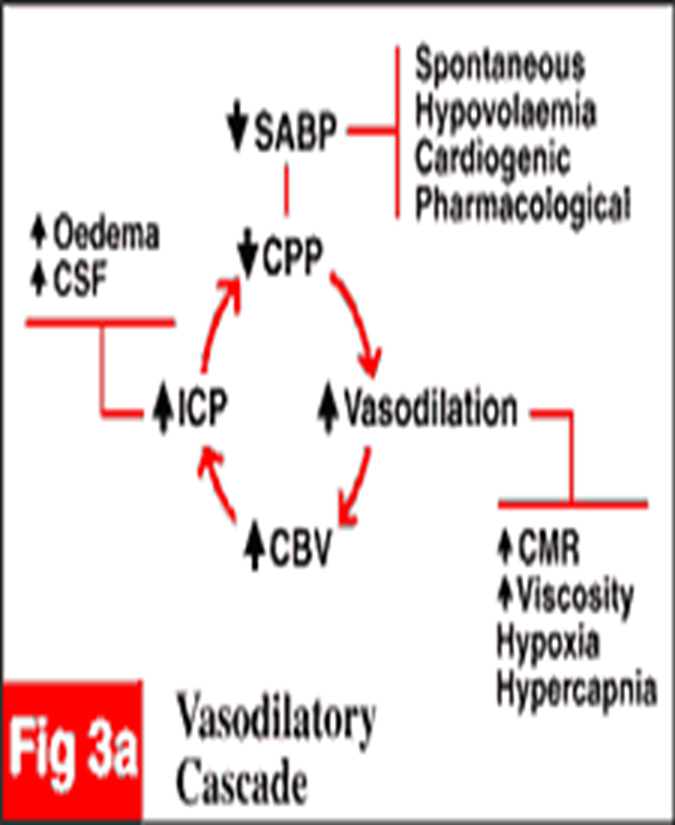 Spontaneous
Hypovolaemia
Cardiogenic
Pharmacological
SABP
Oedema
CSF
CPP
ICP
Vasodilation
CBV
CMR
Viscosity
Hypoxia
Hypercapnia
Fig 3a
Vasodilatory
Cascade